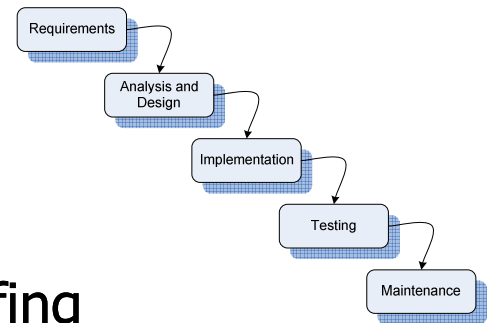 Requirements
Analysis and
Design
Implementation
Testing
Maintenance